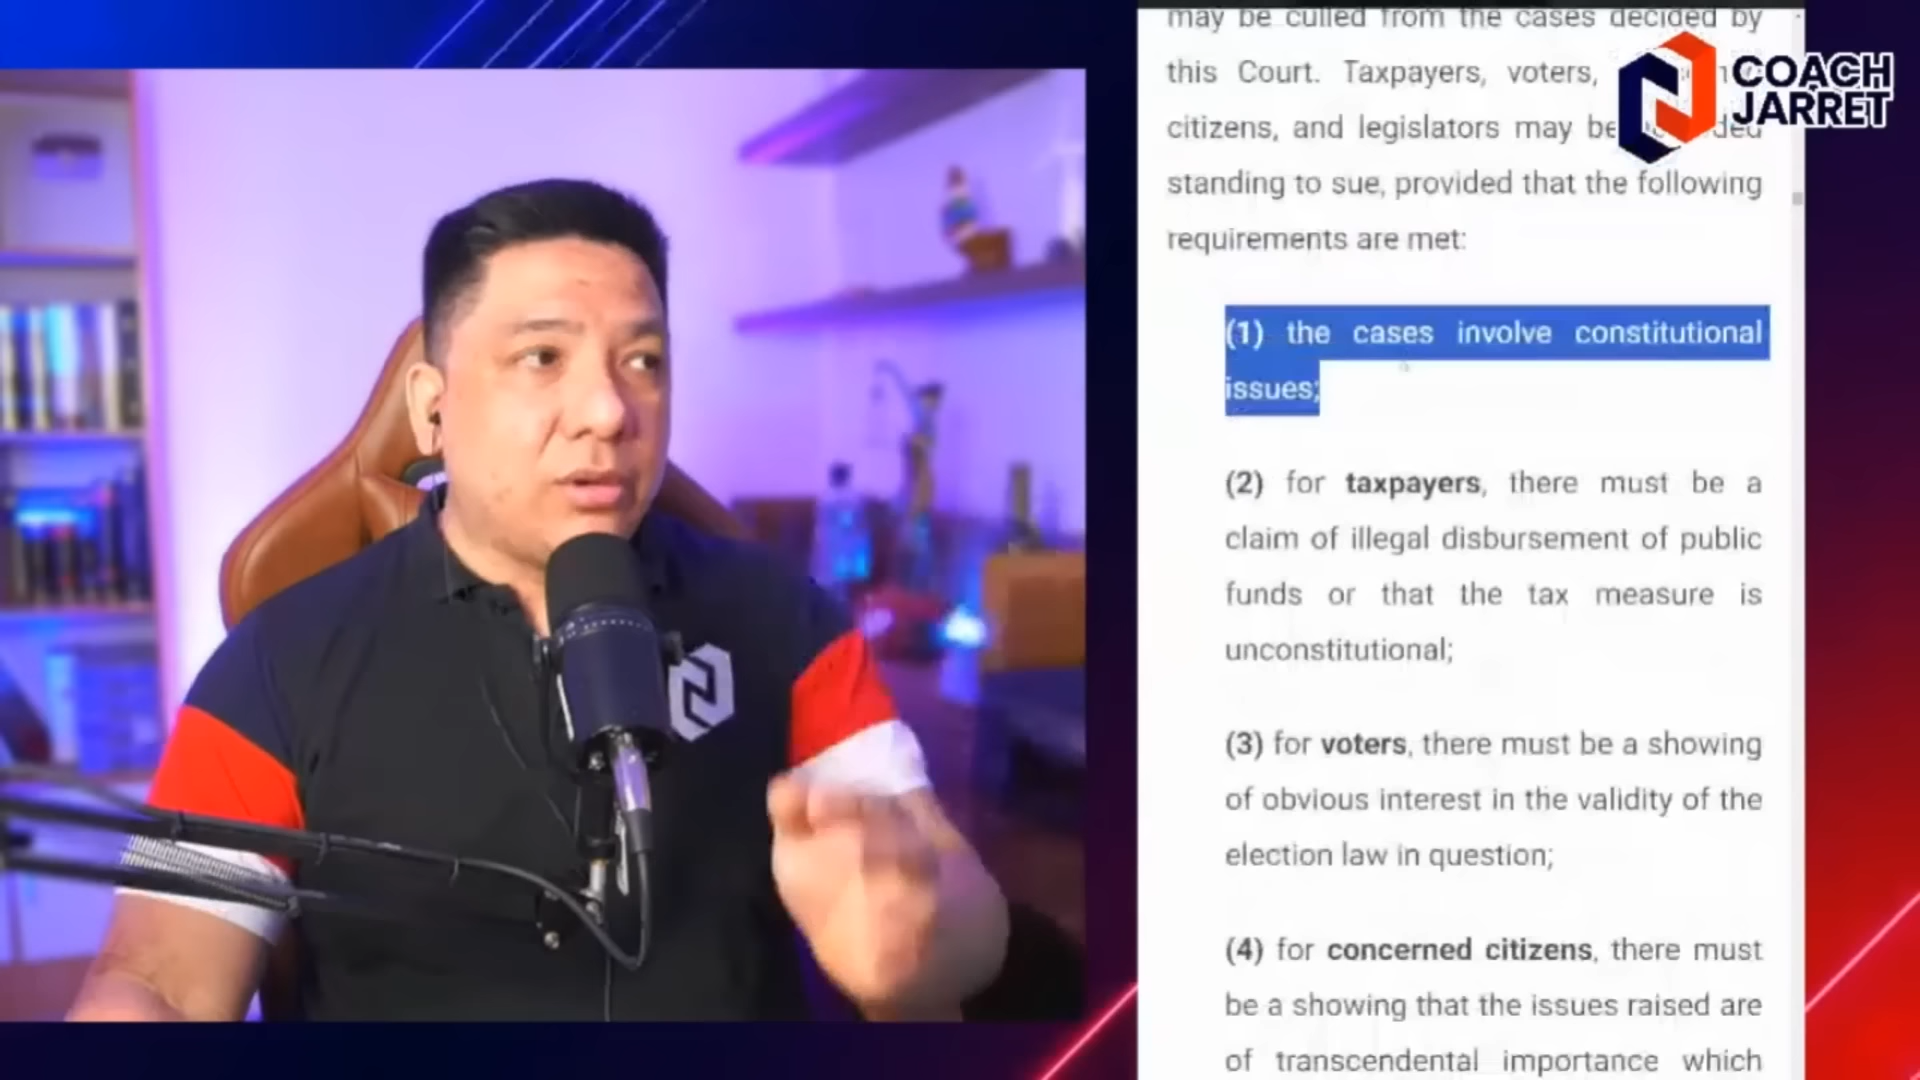 may be culled from the cases decided by
this Court. Taxpayers, voters,
citizens, and legislators may be
standing to sue, provided that the following
requirements are met:
(1) the cases involve constitutional
issues;
(2) for taxpayers, there must be a
claim of illegal disbursement of public
funds or that the tax measure is
unconstitutional;
(3) for voters, there must be a showing
of obvious interest in the validity of the
election law in question;
(4) for concerned citizens, there must
be a showing that the issues raised are
of transcendental importance which
COACH
JARRET